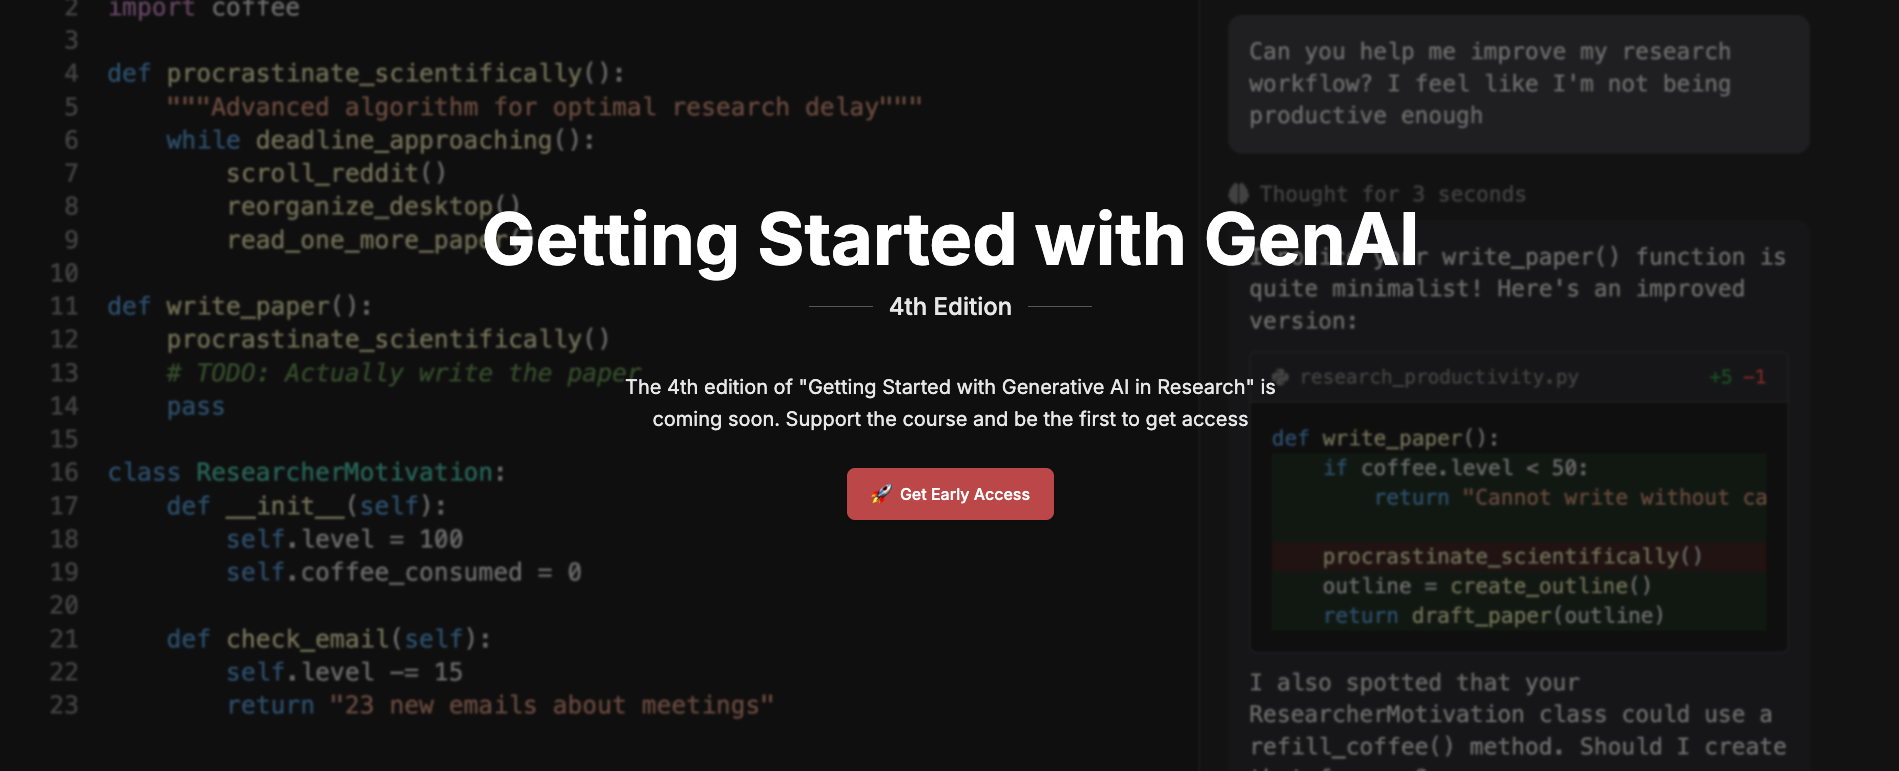 2 import coffee
3
4 def procrastinate_scientifically():
5 """Advanced algorithm for optimal research delay"""
6 while deadline_approaching():
7 scroll_reddit()
8 reorganize_desktop()
9 read_one_more_paper()
10
11 def write_paper():
12 procrastinate_scientifically()
13 # TODO: Actually write the paper
14 pass
15
16 class ResearcherMotivation:
17 def __init__(self):
18 self.level = 100
19 self.coffee_consumed = 0
20
21 def check_email(self):
22 self.level -= 15
23 return "23 new emails about meetings"
Getting Started with GenAI
4th Edition
The 4th edition of "Getting Started with Generative AI in Research" is
coming soon. Support the course and be the first to get access
🚀 Get Early Access
Can you help me improve my research
workflow? I feel like I'm not being
productive enough
Thought for 3 seconds
I notice your write_paper() function is
quite minimalist! Here's an improved
version:
research_productivity.py +5 -1
def write_paper():
if coffee.level < 50:
return "Cannot write without ca
procrastinate_scientifically()
outline = create_outline()
return draft_paper(outline)
I also spotted that your
ResearcherMotivation class could use a
refill_coffee() method. Should I create